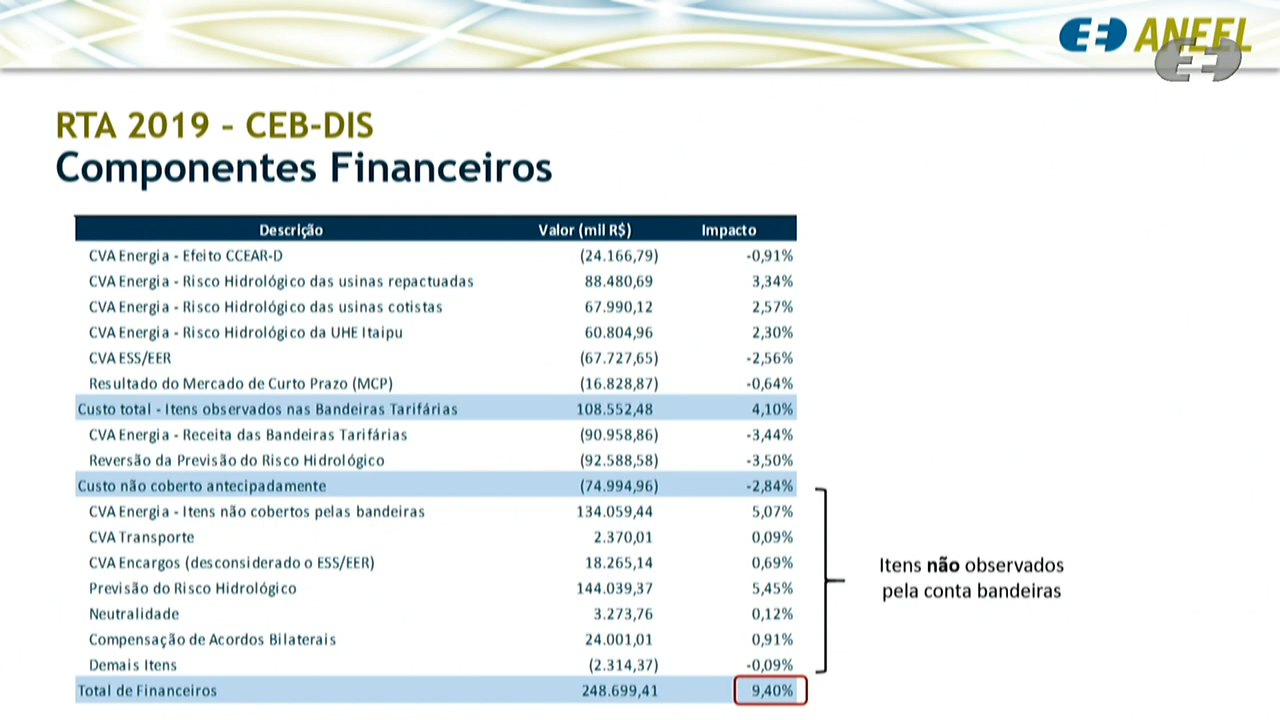 ANEEL
RTA 2019 – CEB-DIS
Componentes Financeiros
Descrição Valor (mil R$) Impacto
CVA Energia - Efeito CCEAR-D (24.166,79) -0,91%
CVA Energia - Risco Hidrológico das usinas repactuadas 88.480,69 3,34%
CVA Energia - Risco Hidrológico das usinas cotistas 67.990,12 2,57%
CVA Energia - Risco Hidrológico da UHE Itaipu 60.804,96 2,30%
CVA ESS/EER (67.727,65) -2,56%
Resultado do Mercado de Curto Prazo (MCP) (16.828,87) -0,64%
Custo total - Itens observados nas Bandeiras Tarifárias 108.552,48 4,10%
CVA Energia - Receita das Bandeiras Tarifárias (90.958,86) -3,44%
Reversão da Previsão do Risco Hidrológico (92.588,58) -3,50%
Custo não coberto antecipadamente (74.994,96) -2,84%
CVA Energia - Itens não cobertos pelas bandeiras 134.059,44 5,07%
CVA Transporte 2.370,01 0,09%
CVA Encargos (desconsiderado o ESS/EER) 18.265,14 0,69%
Previsão do Risco Hidrológico 144.039,37 5,45%
Neutralidade 3.273,76 0,12%
Compensação de Acordos Bilaterais 24.001,01 0,91%
Demais Itens (2.314,37) -0,09%
Total de Financeiros 248.699,41 9,40%
Itens não observados
pela conta bandeiras